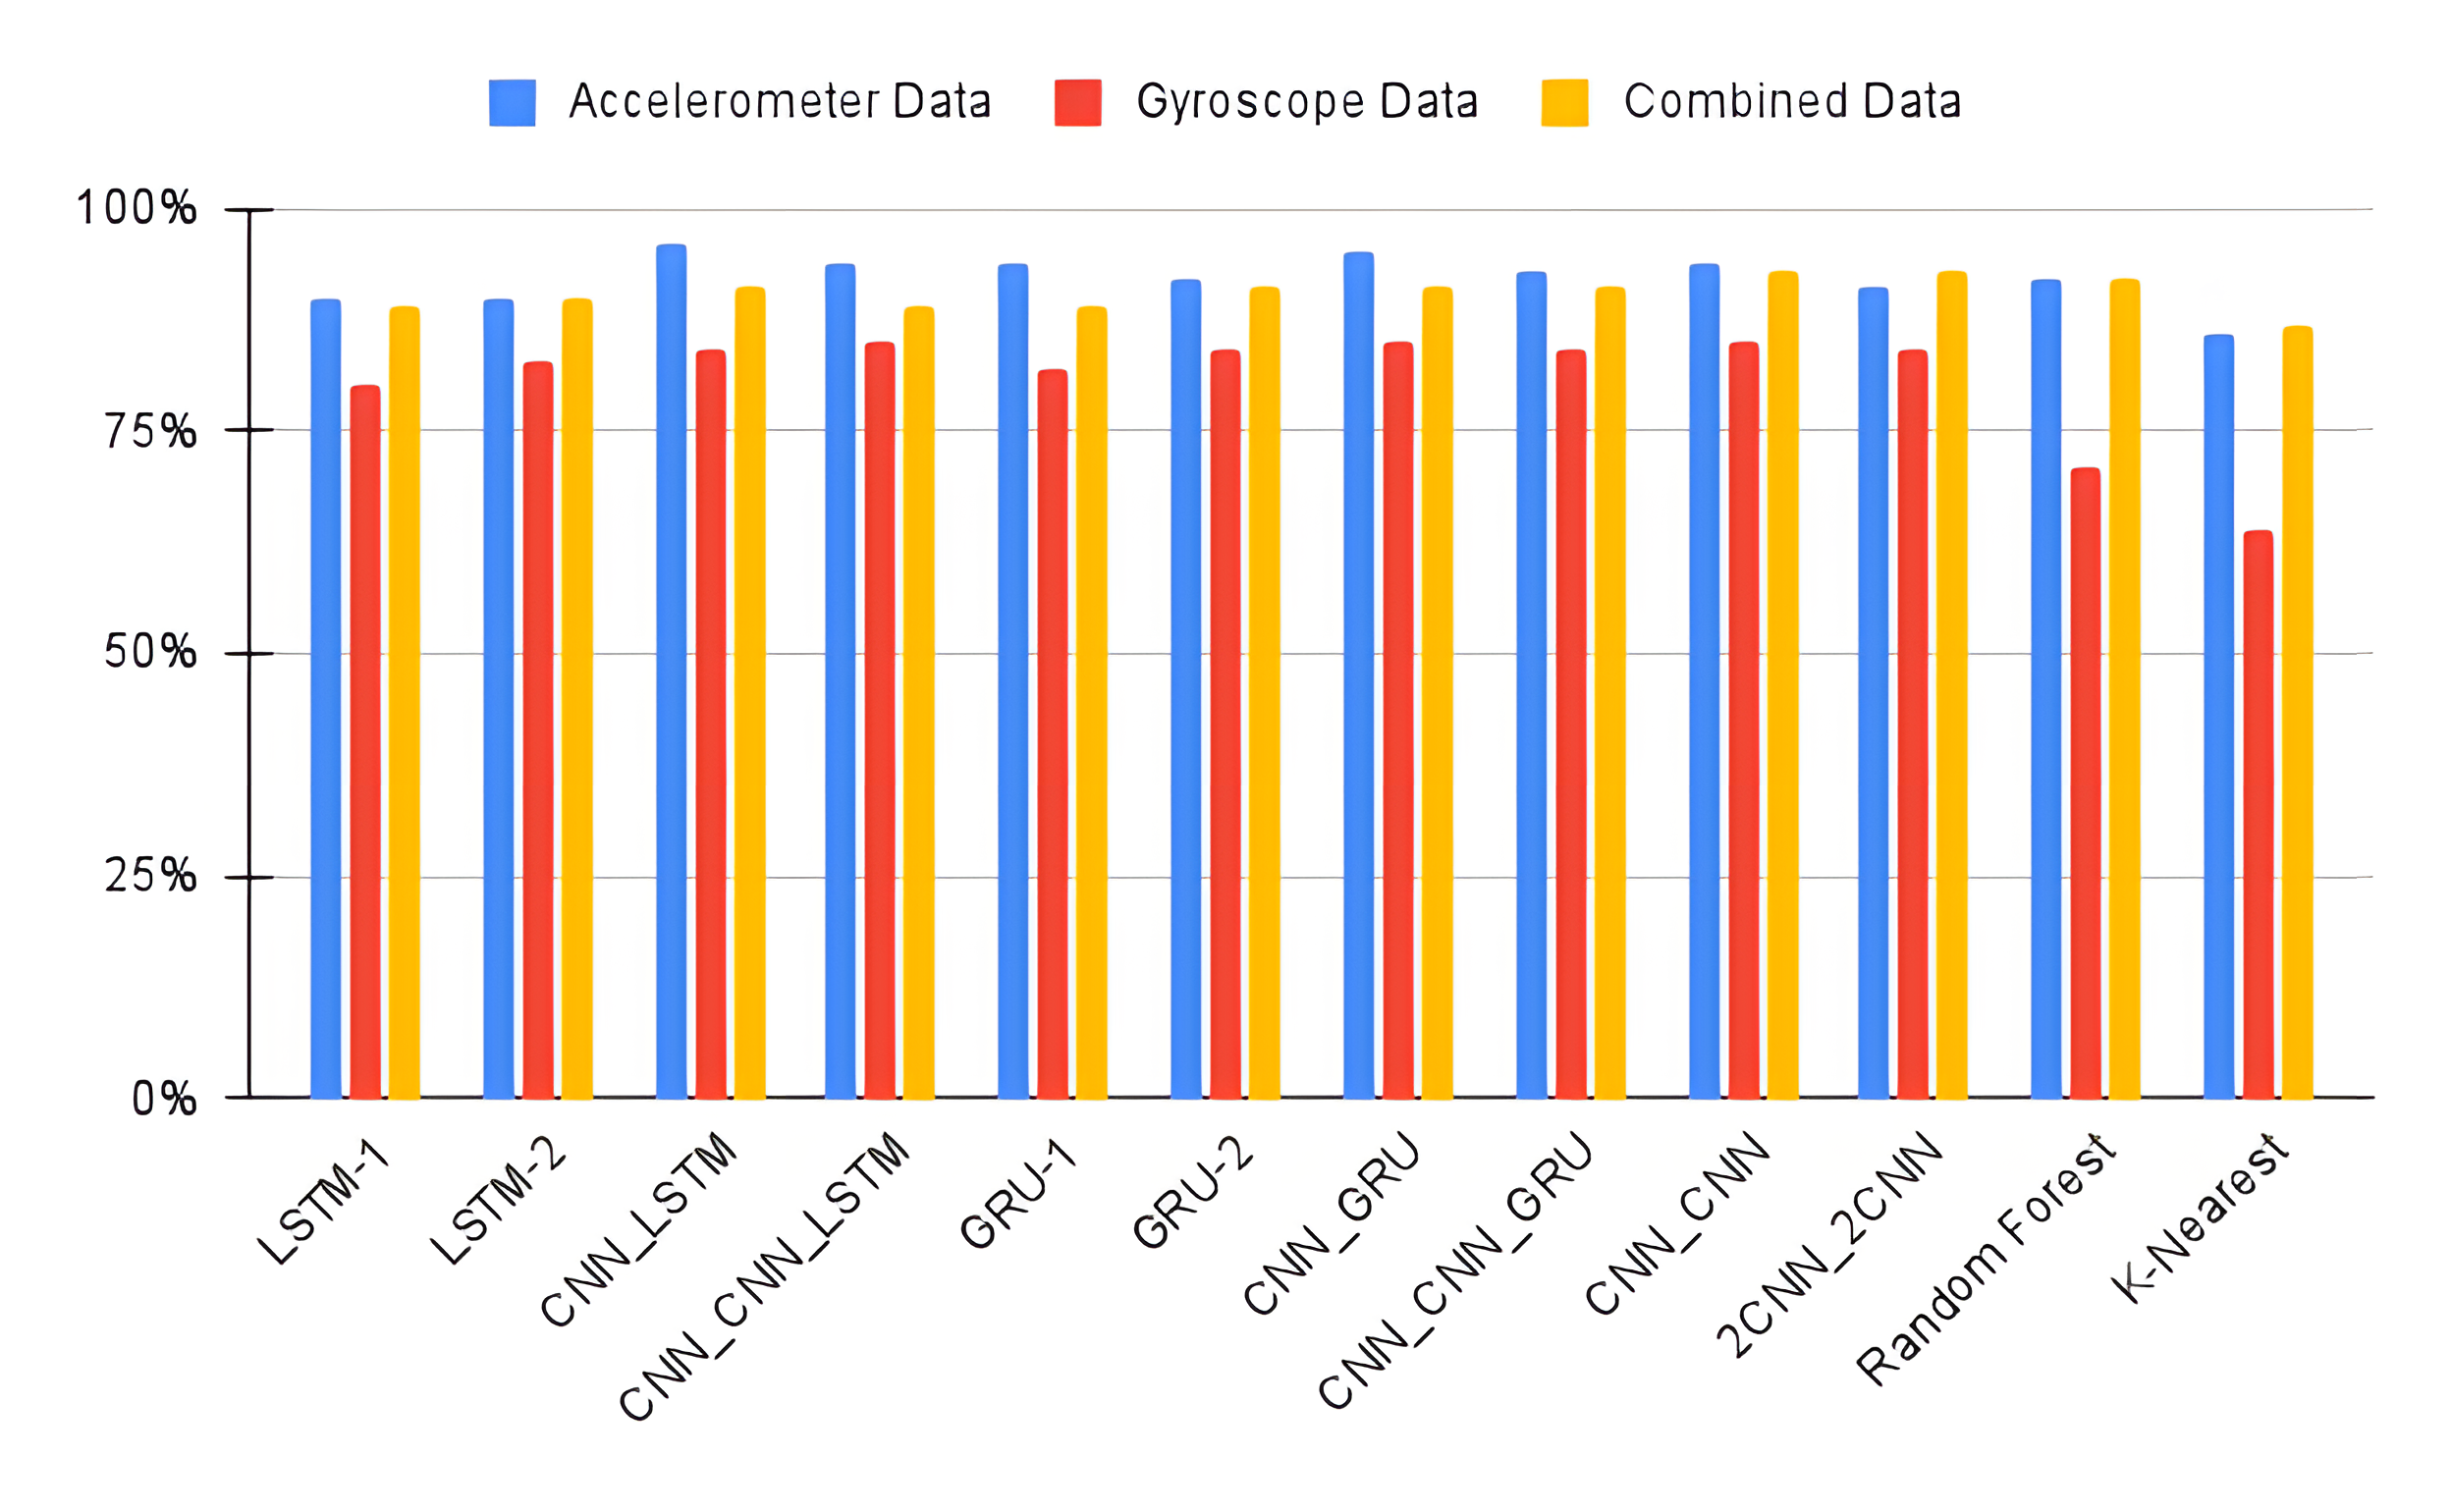 Accelerometer Data Gyroscope Data Combined Data
100%
75%
50%
25%
0%
LSTM-1
LSTM-2
CNN_LSTM
CNN_CNN_LSTM
GRU-1
GRU-2
CNN_GRU
CNN_CNN_GRU
CNN_CNN
2CNN_2CNN
Random Forest
K-Nearest